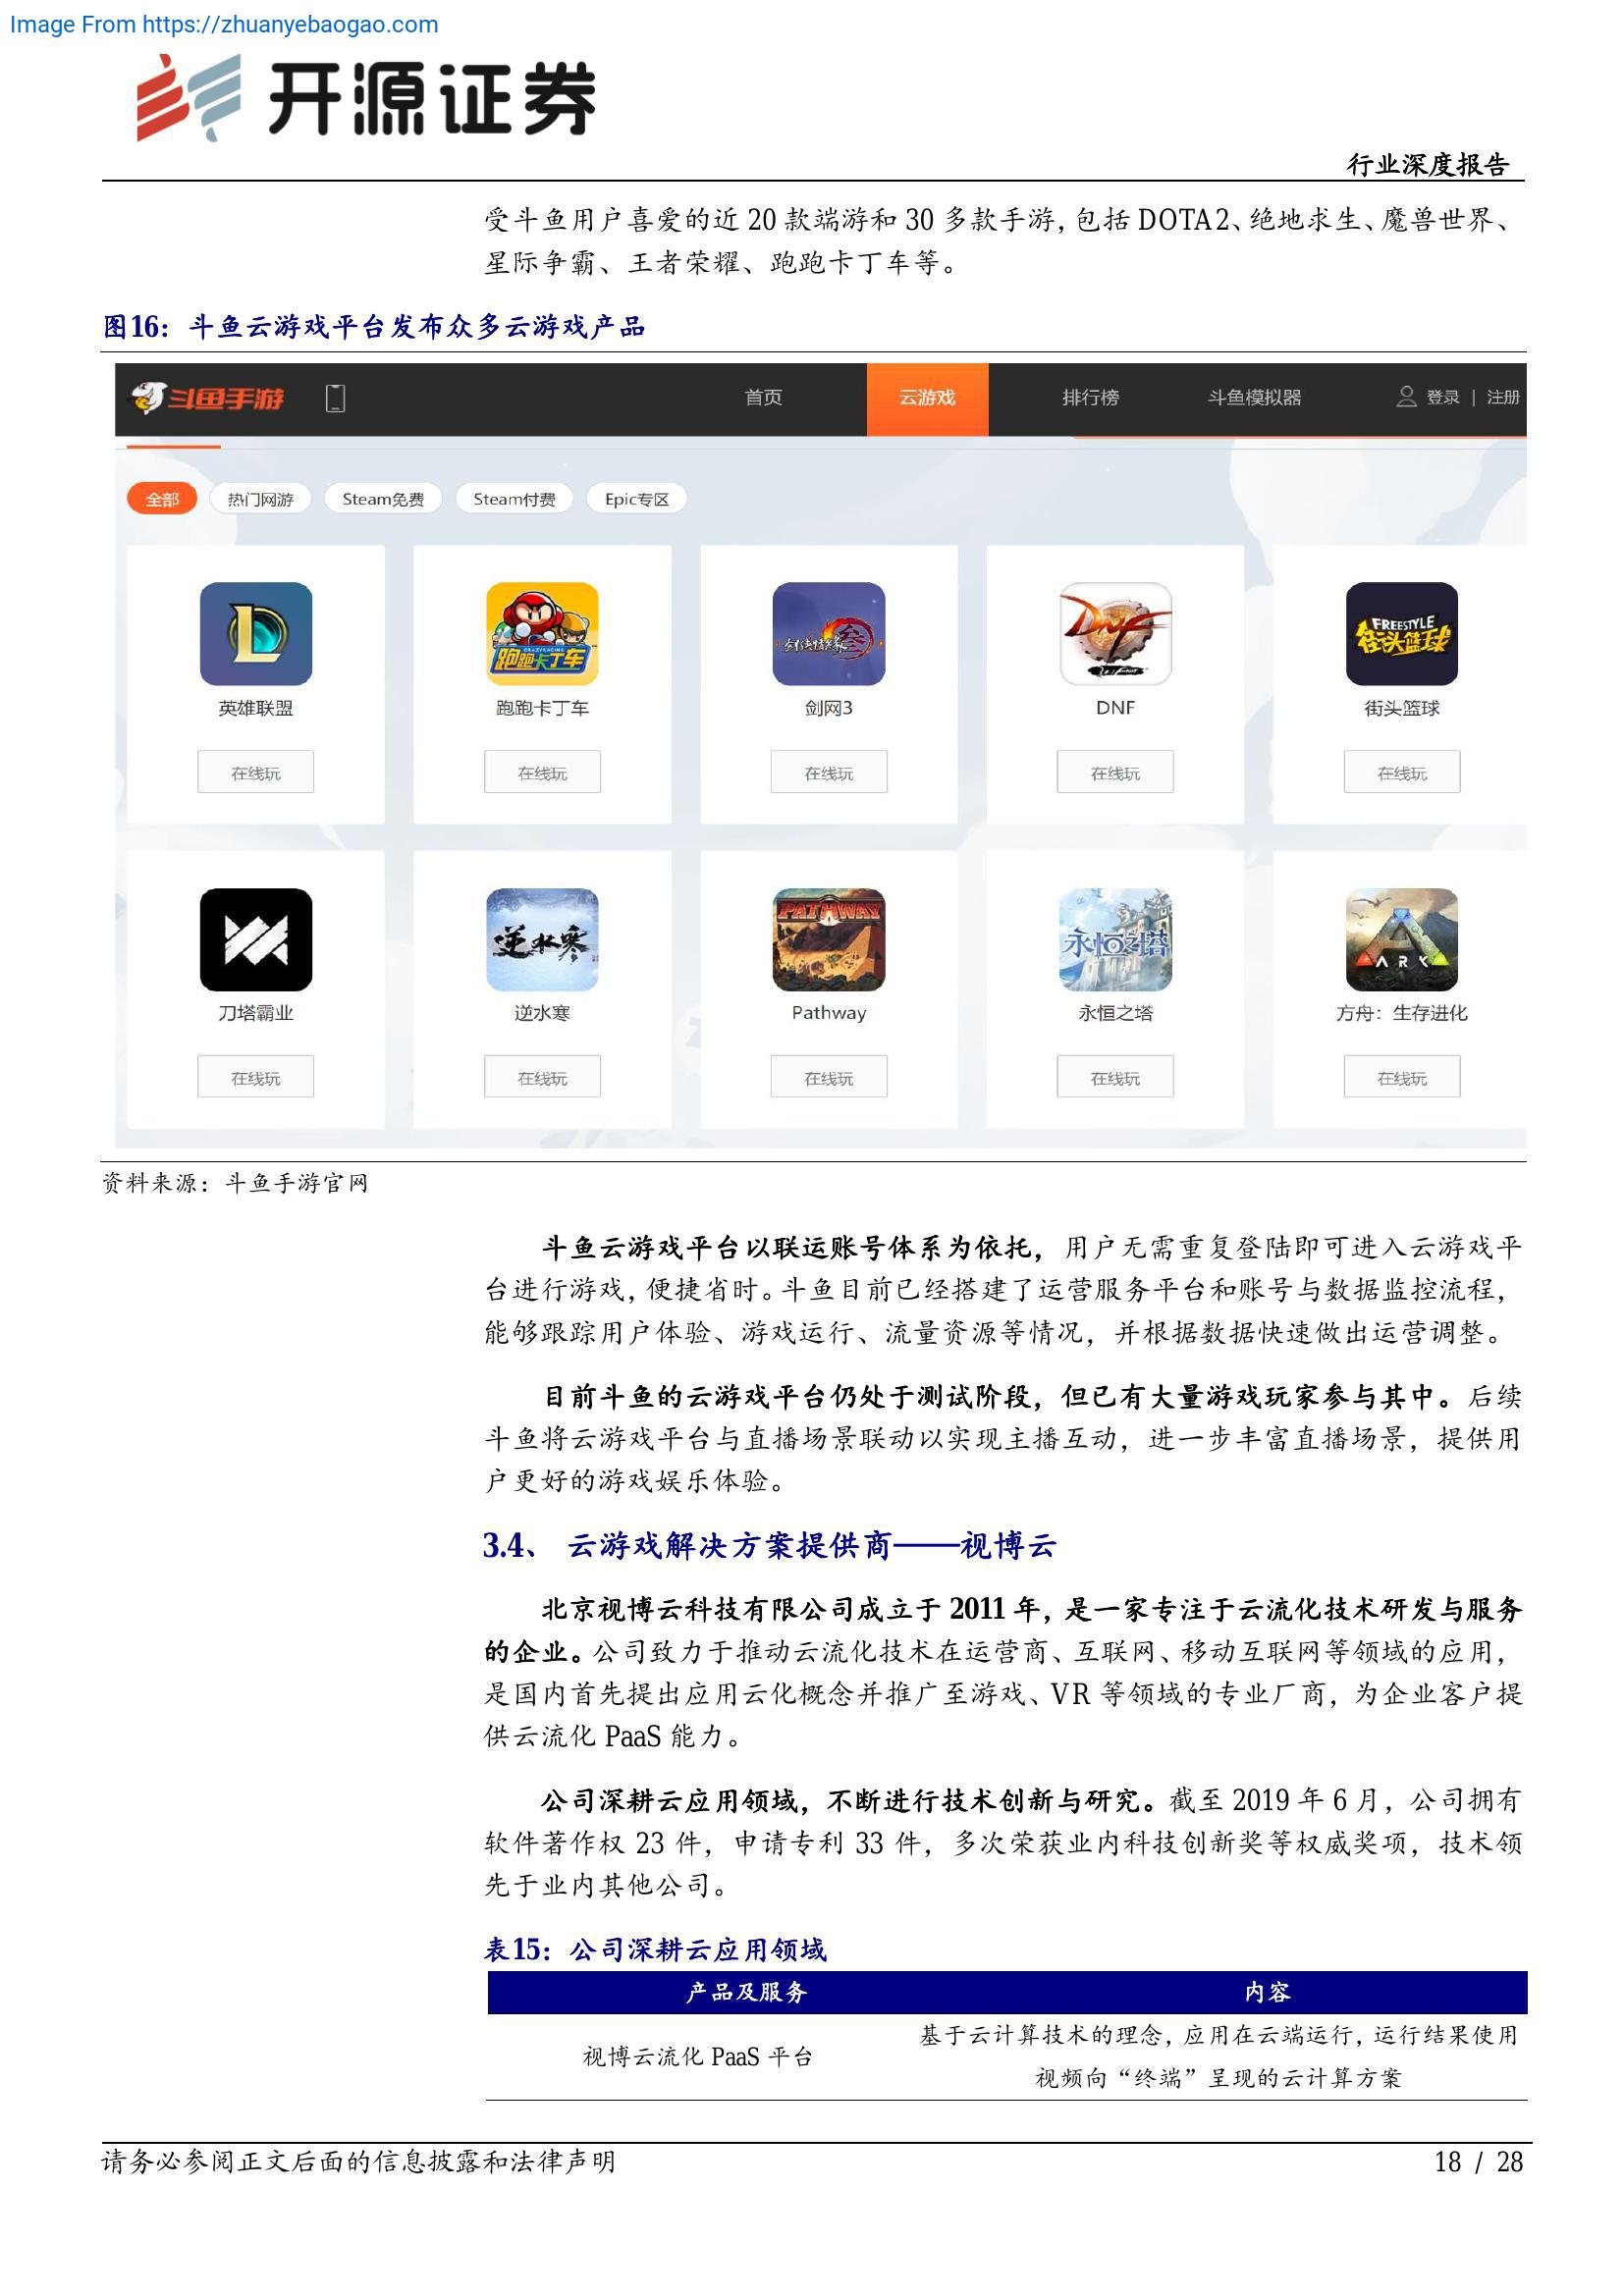 Image From https://zhuanyebaogao.com
开源证券
行业深度报告
受斗鱼用户喜爱的近 20 款端游和 30 多款手游，包括 DOTA2、绝地求生、魔兽世界、
星际争霸、王者荣耀、跑跑卡丁车等。
图16：斗鱼云游戏平台发布众多云游戏产品
斗鱼手游 首页 云游戏 排行榜 斗鱼模拟器 登录 | 注册
全部 热门网游 Steam免费 Steam付费 Epic专区
跑跑卡丁车 DNF FREESTYLE 街头篮球
英雄联盟 跑跑卡丁车 剑网3 DNF 街头篮球
在线玩 在线玩 在线玩 在线玩 在线玩
逆水寒 PATHWAY 永恒之塔 ARK
刀塔霸业 逆水寒 Pathway 永恒之塔 方舟：生存进化
在线玩 在线玩 在线玩 在线玩 在线玩
资料来源：斗鱼手游官网
斗鱼云游戏平台以联运账号体系为依托，用户无需重复登陆即可进入云游戏平
台进行游戏，便捷省时。斗鱼目前已经搭建了运营服务平台和账号与数据监控流程，
能够跟踪用户体验、游戏运行、流量资源等情况，并根据数据快速做出运营调整。
目前斗鱼的云游戏平台仍处于测试阶段，但已有大量游戏玩家参与其中。后续
斗鱼将云游戏平台与直播场景联动以实现主播互动，进一步丰富直播场景，提供用
户更好的游戏娱乐体验。
3.4、 云游戏解决方案提供商——视博云
北京视博云科技有限公司成立于 2011 年，是一家专注于云流化技术研发与服务
的企业。公司致力于推动云流化技术在运营商、互联网、移动互联网等领域的应用，
是国内首先提出应用云化概念并推广至游戏、VR 等领域的专业厂商，为企业客户提
供云流化 PaaS 能力。
公司深耕云应用领域，不断进行技术创新与研究。截至 2019 年 6 月，公司拥有
软件著作权 23 件，申请专利 33 件，多次荣获业内科技创新奖等权威奖项，技术领
先于业内其他公司。
表15：公司深耕云应用领域
产品及服务 内容
视博云流化 PaaS 平台 基于云计算技术的理念，应用在云端运行，运行结果使用
视频向“终端”呈现的云计算方案
请务必参阅正文后面的信息披露和法律声明 18 / 28